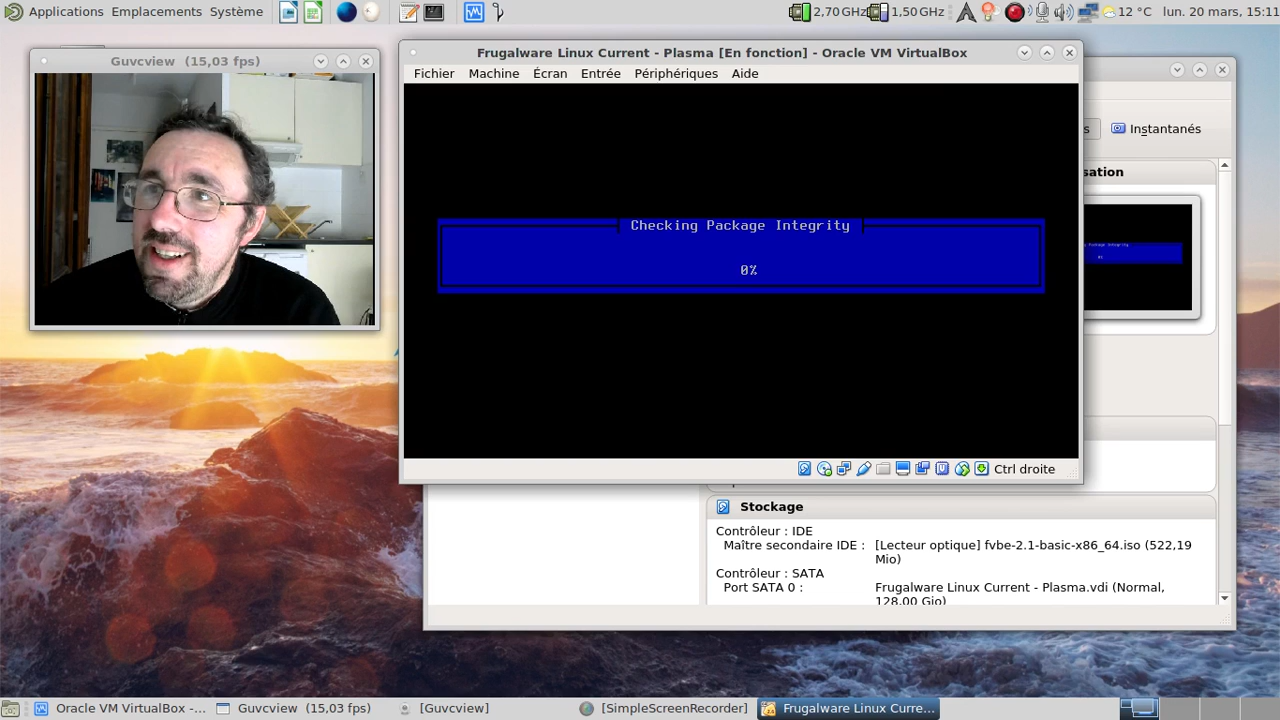 Applications Emplacements Système
2,70 GHz 1,50 GHz 12 °C lun. 20 mars, 15:11
Guvcview (15,03 fps)
Frugalware Linux Current - Plasma [En fonction] - Oracle VM VirtualBox
Fichier Machine Écran Entrée Périphériques Aide
Checking Package Integrity
0%
Ctrl droite
s
Instantanés
sation
Stockage
Contrôleur : IDE
Maître secondaire IDE : [Lecteur optique] fvbe-2.1-basic-x86_64.iso (522,19
Mio)
Contrôleur : SATA
Port SATA 0 : Frugalware Linux Current - Plasma.vdi (Normal,
128,00 Gio)
Oracle VM VirtualBox -... Guvcview (15,03 fps) [Guvcview] [SimpleScreenRecorder] Frugalware Linux Curre...